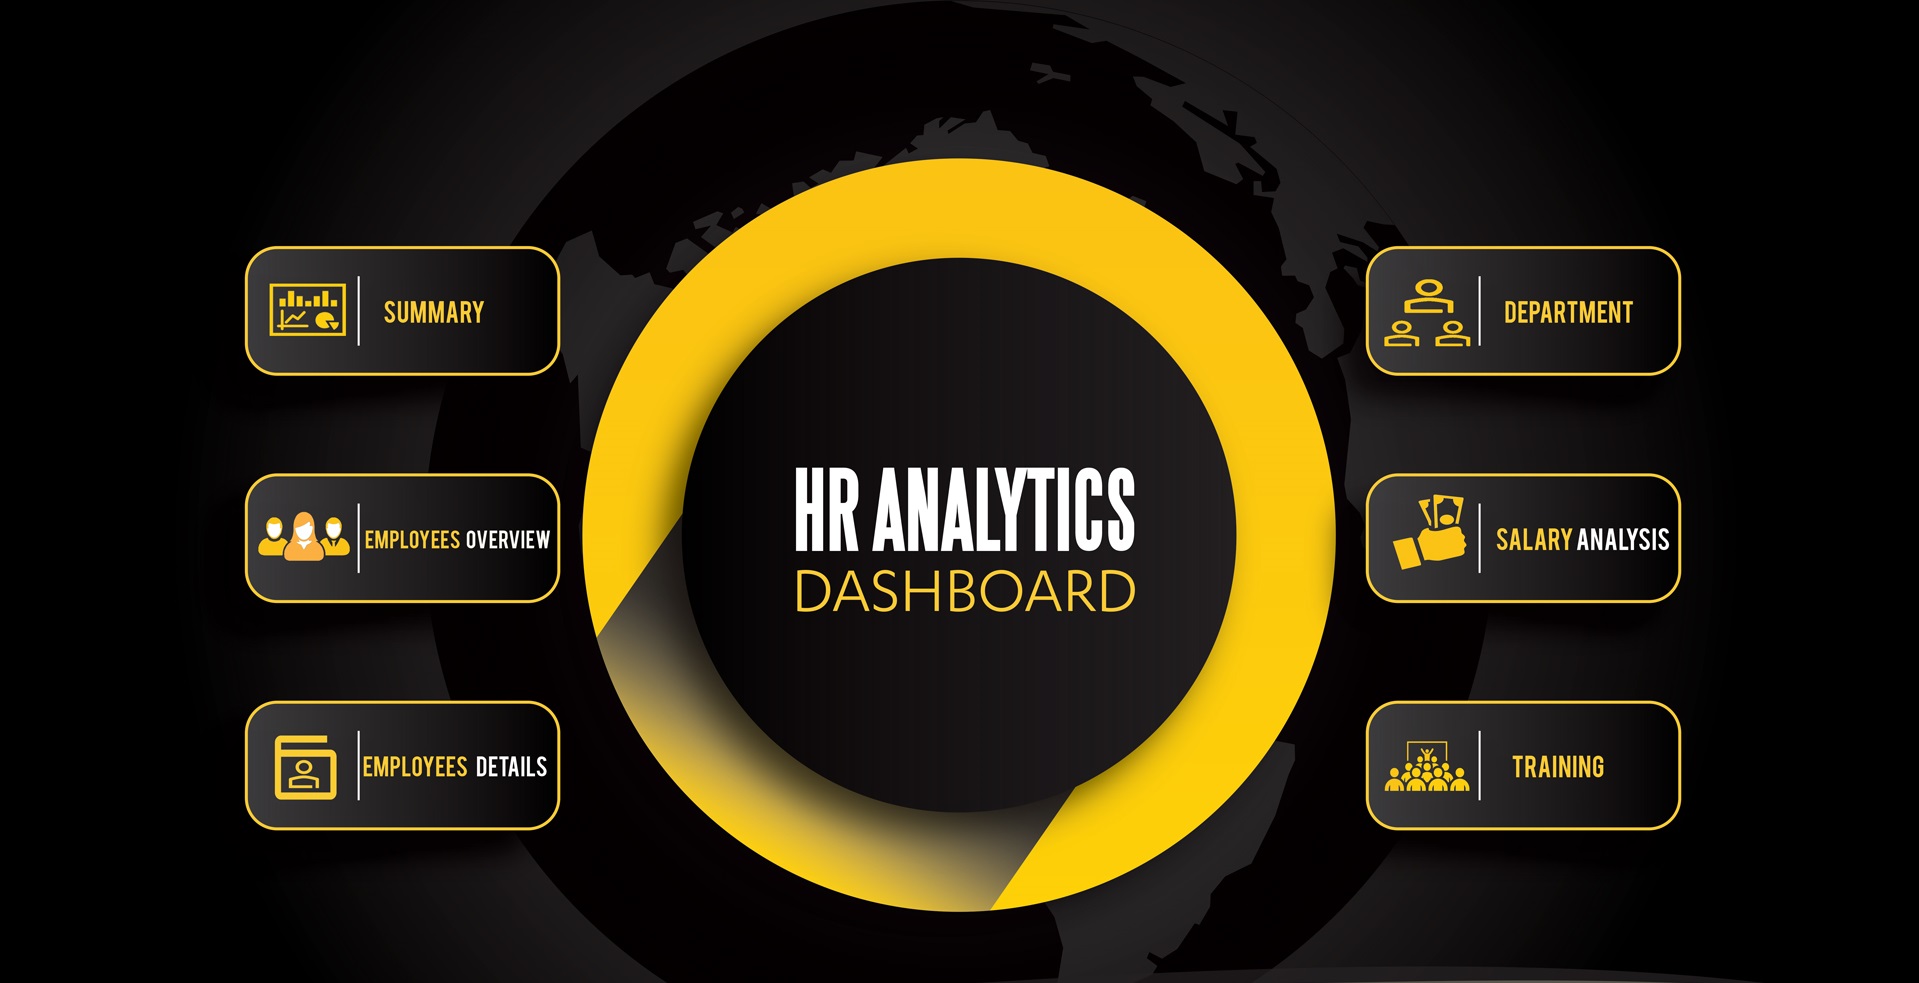 SUMMARY
EMPLOYEES OVERVIEW
EMPLOYEES DETAILS
HR ANALYTICS
DASHBOARD
DEPARTMENT
SALARY ANALYSIS
TRAINING